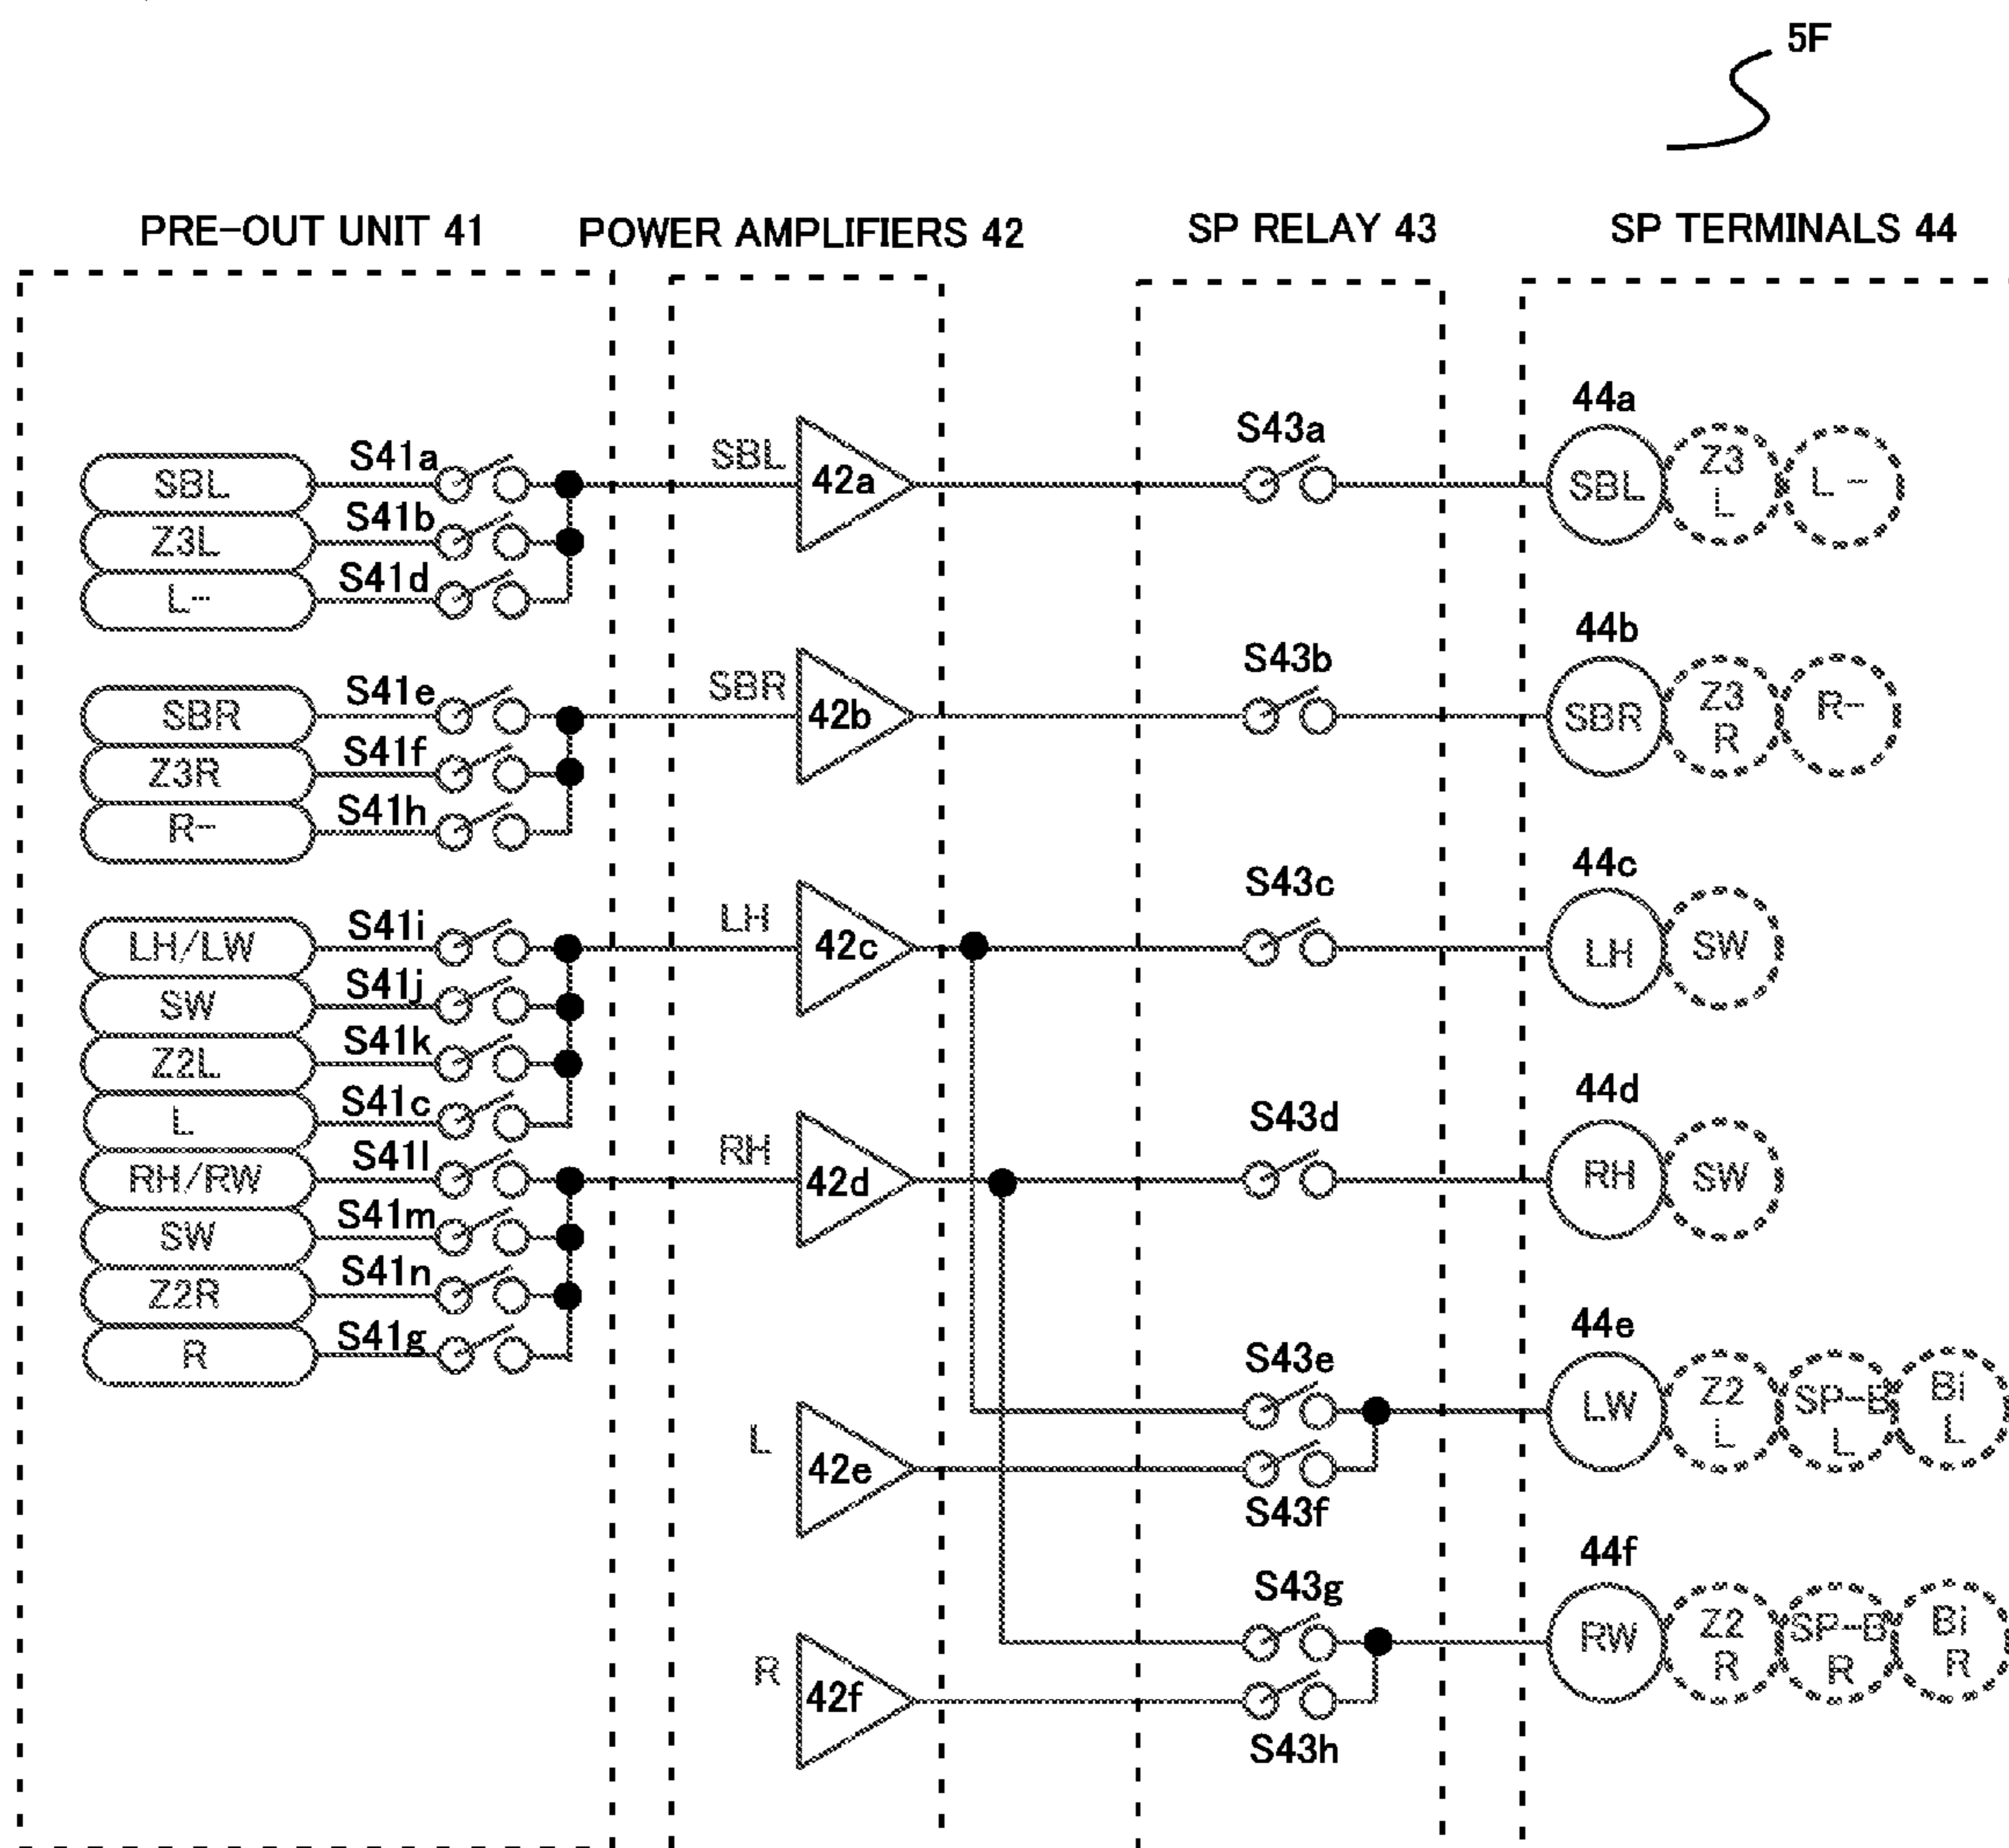 5F
PRE-OUT UNIT 41
POWER AMPLIFIERS 42
SP RELAY 43
SP TERMINALS 44
SBL
S41a
Z3L
S41b
L-
S41d
SBL
42a
S43a
44a
SBL
Z3
L
L-
SBR
S41e
Z3R
S41f
R-
S41h
SBR
42b
S43b
44b
SBR
Z3
R
R-
LH/LW
S41i
SW
S41j
Z2L
S41k
L
S41c
LH
42c
S43c
44c
LH
SW
RH/RW
S41l
SW
S41m
Z2R
S41n
R
S41g
RH
42d
S43d
44d
RH
SW
L
42e
S43e
S43f
44e
LW
Z2
L
SP-B
L
Bi
L
R
42f
S43g
S43h
44f
RW
Z2
R
SP-B
R
Bi
R